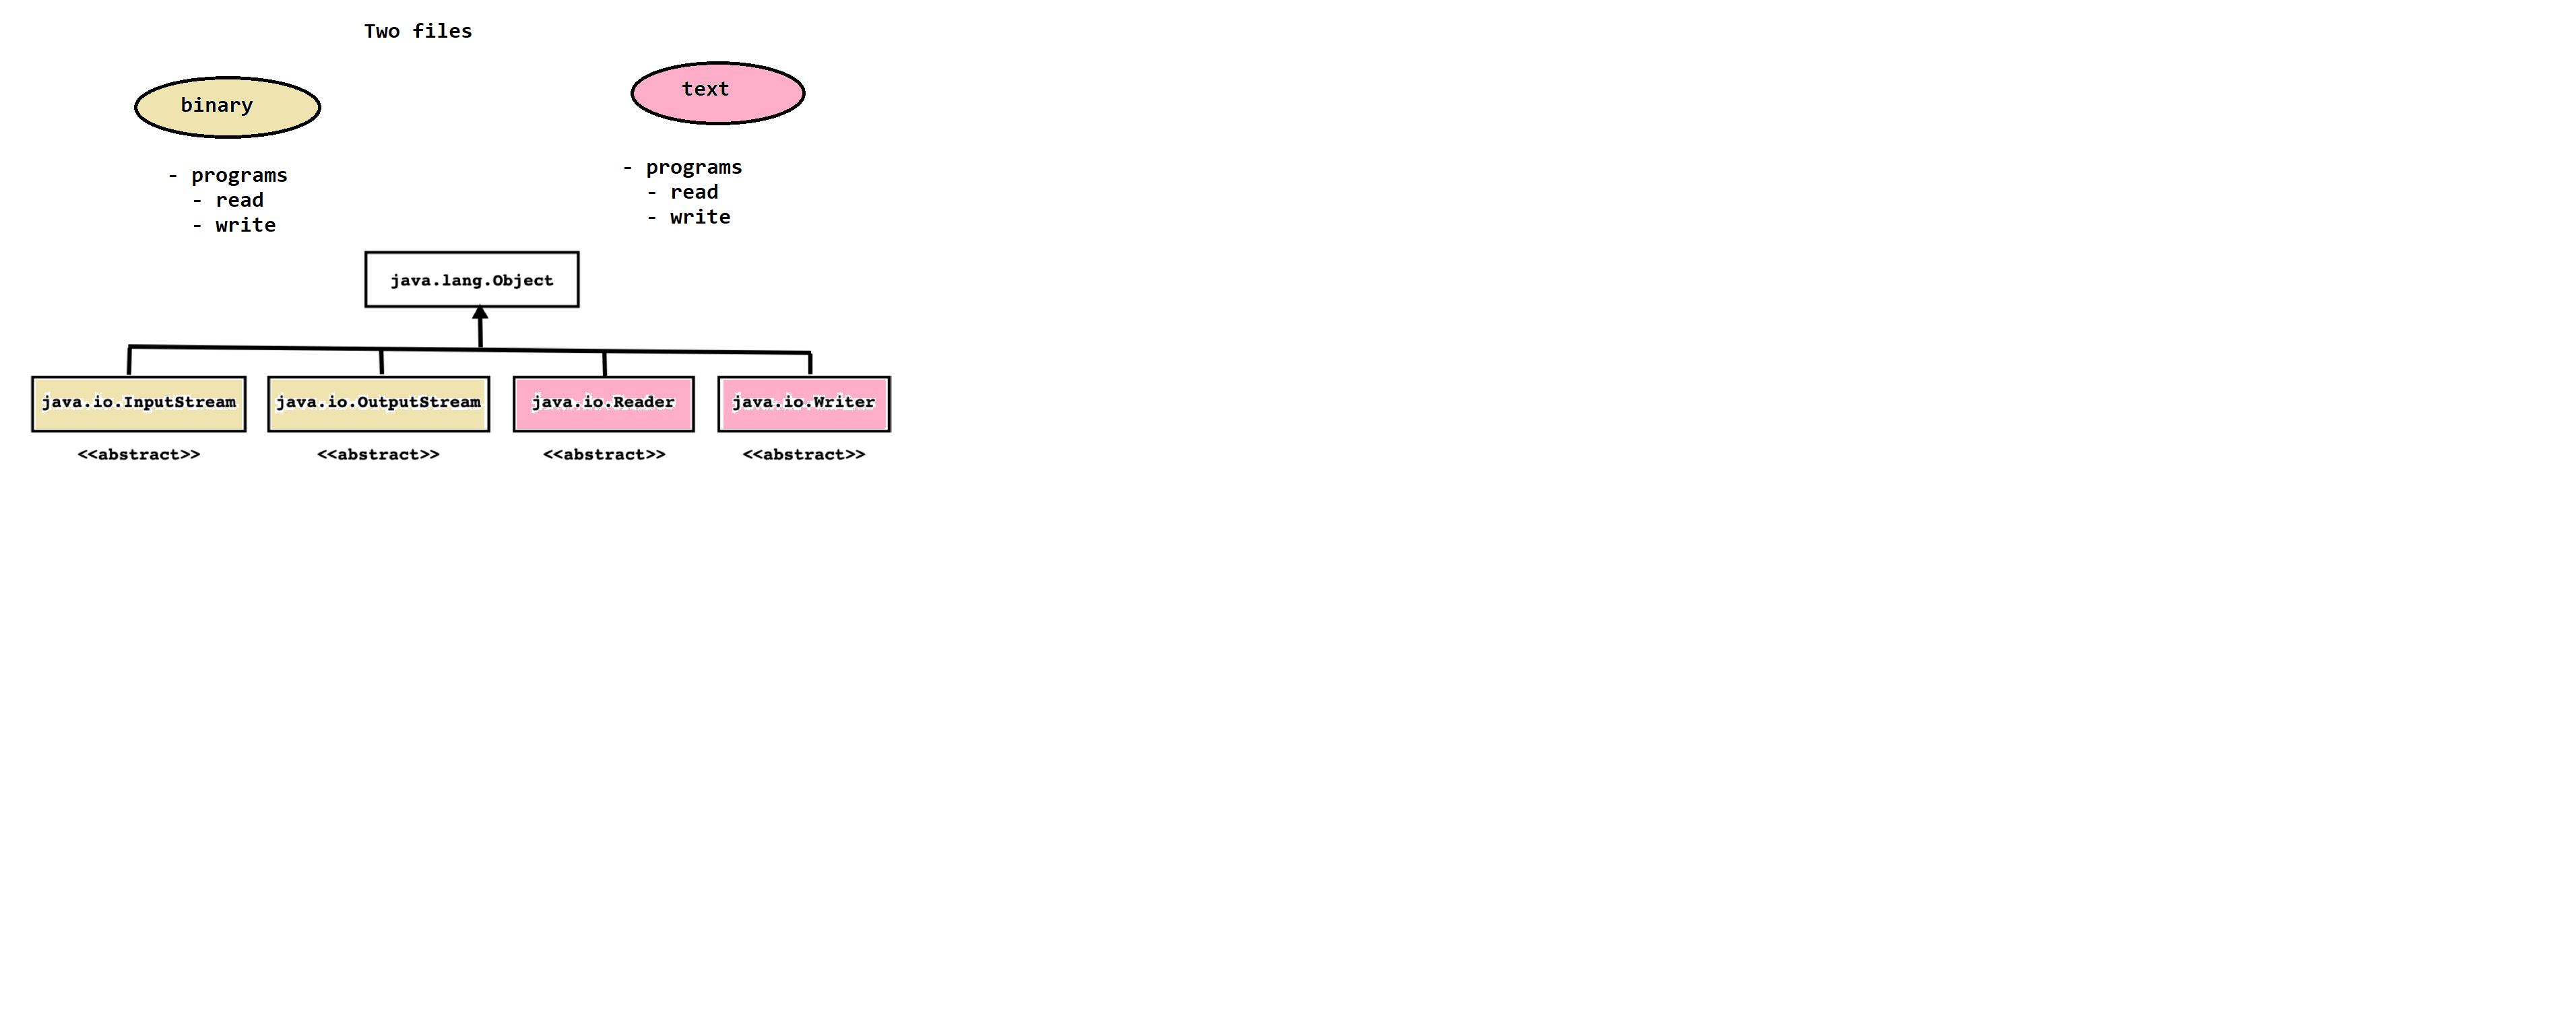 Two files
binary
text
- programs
- read
- write
- programs
- read
- write
java.lang.Object
java.io.InputStream
java.io.OutputStream
java.io.Reader
java.io.Writer
<<abstract>>
<<abstract>>
<<abstract>>
<<abstract>>